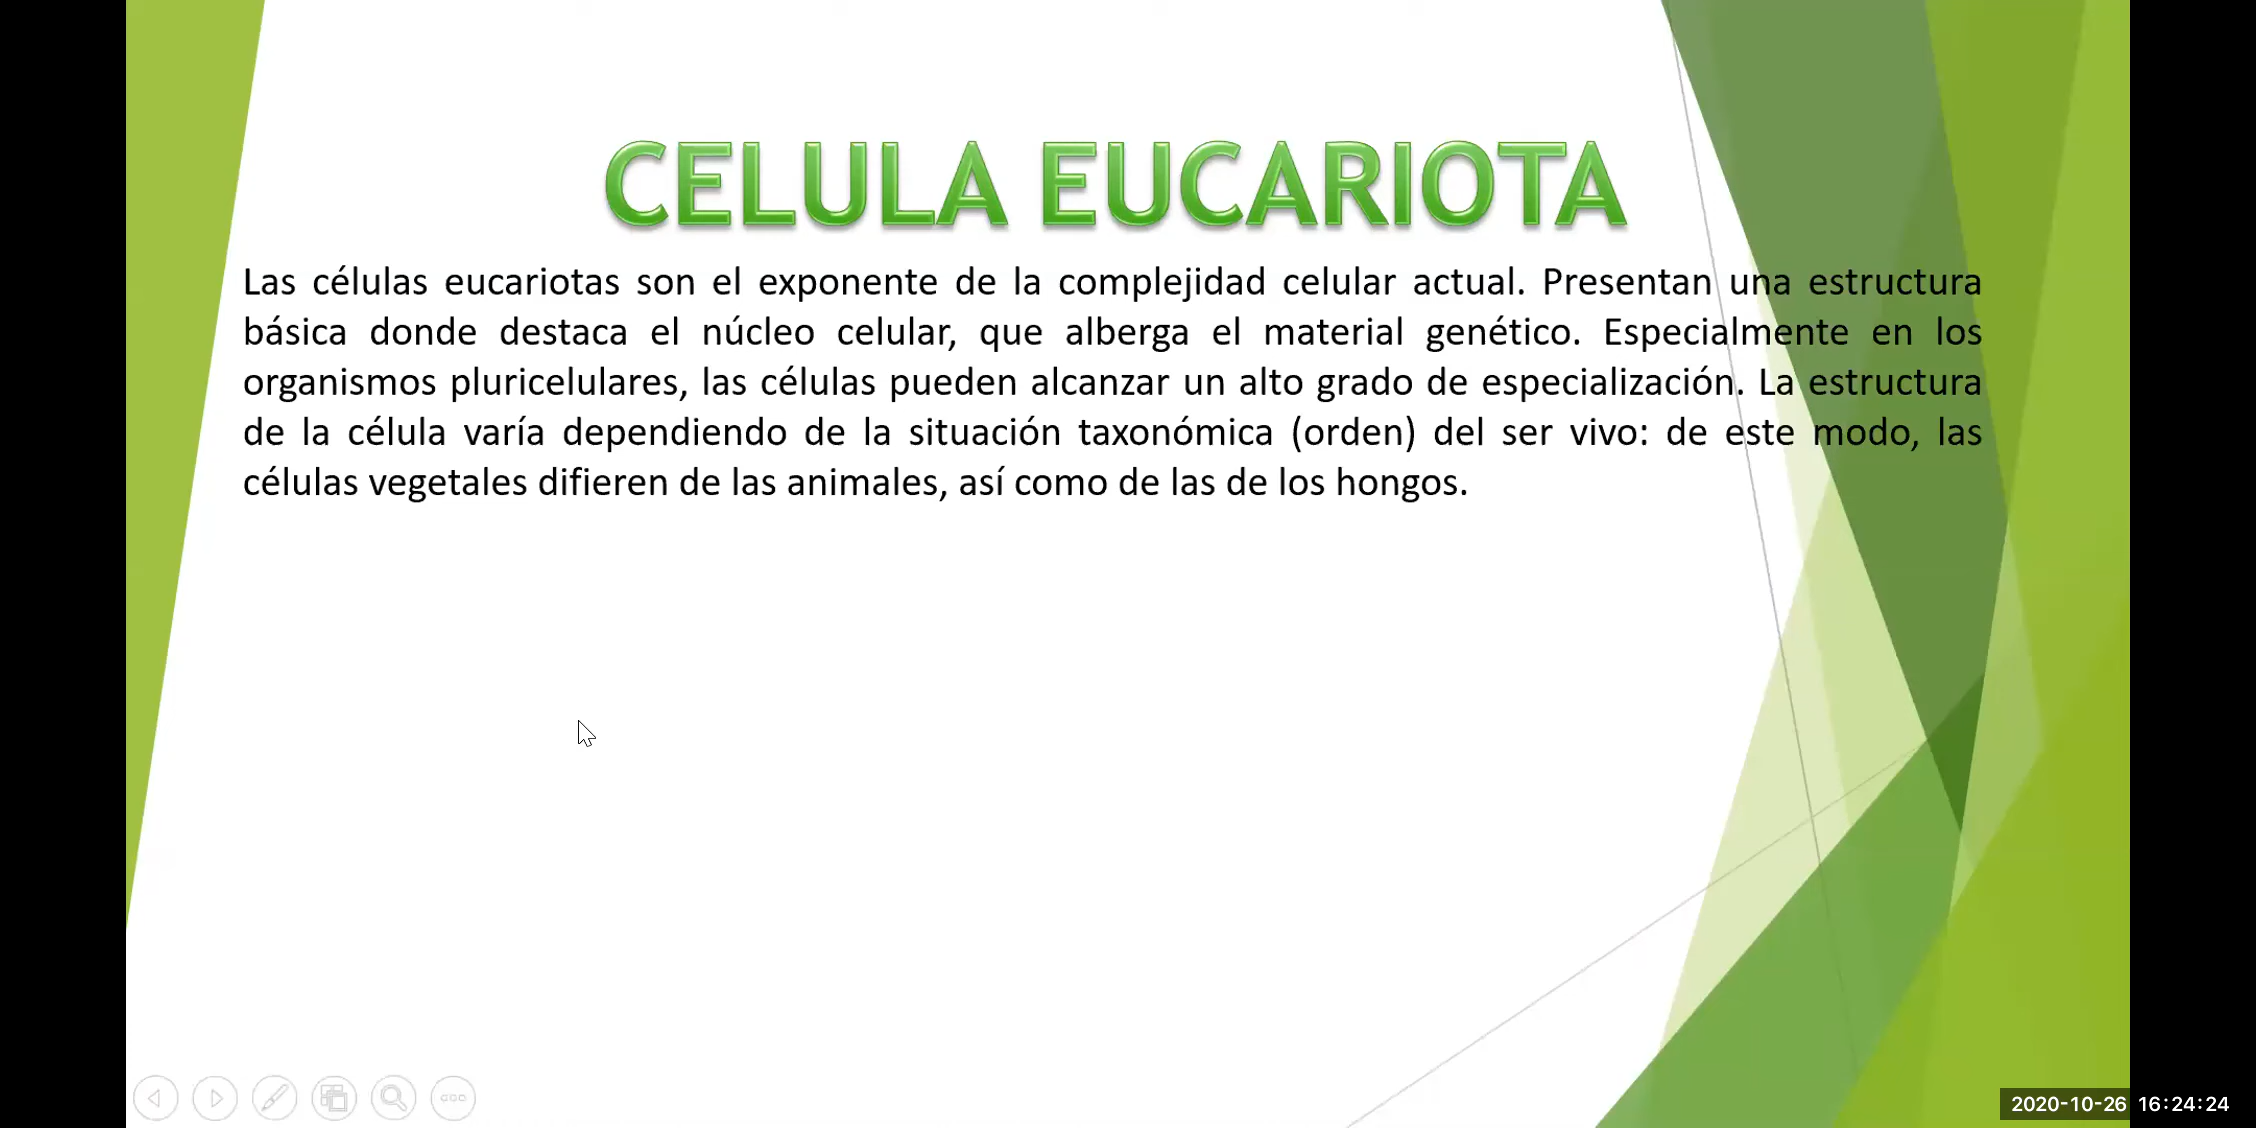 CELULA EUCARIOTA
Las células eucariotas son el exponente de la complejidad celular actual. Presentan una estructura
básica donde destaca el núcleo celular, que alberga el material genético. Especialmente en los
organismos pluricelulares, las células pueden alcanzar un alto grado de especialización. La estructura
de la célula varía dependiendo de la situación taxonómica (orden) del ser vivo: de este modo, las
células vegetales difieren de las animales, así como de las de los hongos.
2020-10-26 16:24:24